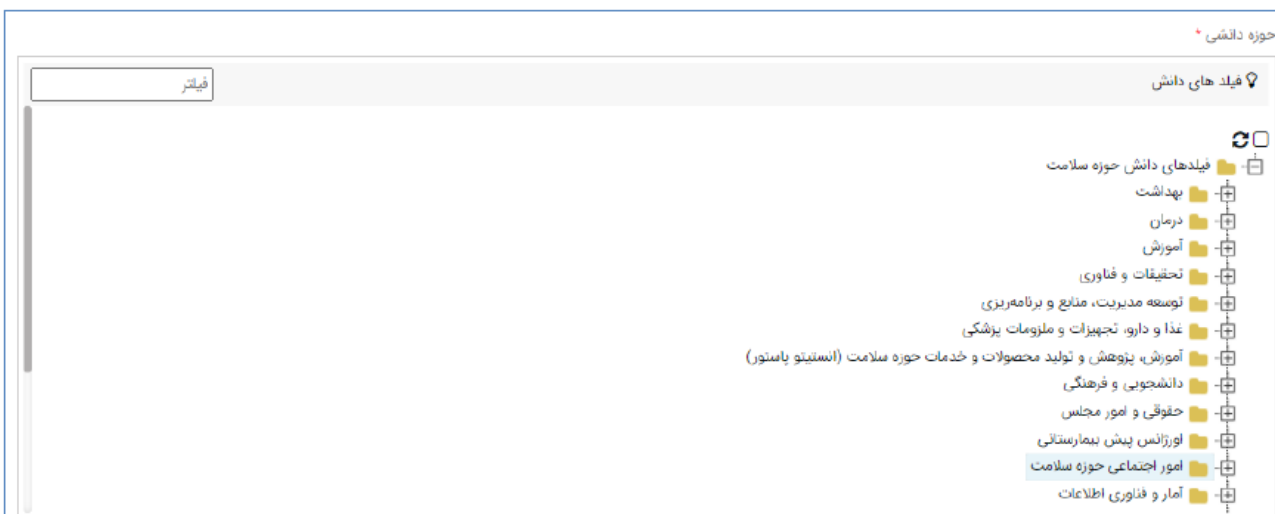 حوزه دانشی *
فیلد های دانش
فیلتر
فیلدهای دانش حوزه سلامت
بهداشت
درمان
آموزش
تحقیقات و فناوری
توسعه مدیریت، منابع و برنامه‌ریزی
غذا و دارو، تجهیزات و ملزومات پزشکی
آموزش، پژوهش و تولید محصولات و خدمات حوزه سلامت (انستیتو پاستور)
دانشجویی و فرهنگی
حقوقی و امور مجلس
اورژانس پیش بیمارستانی
امور اجتماعی حوزه سلامت
آمار و فناوری اطلاعات